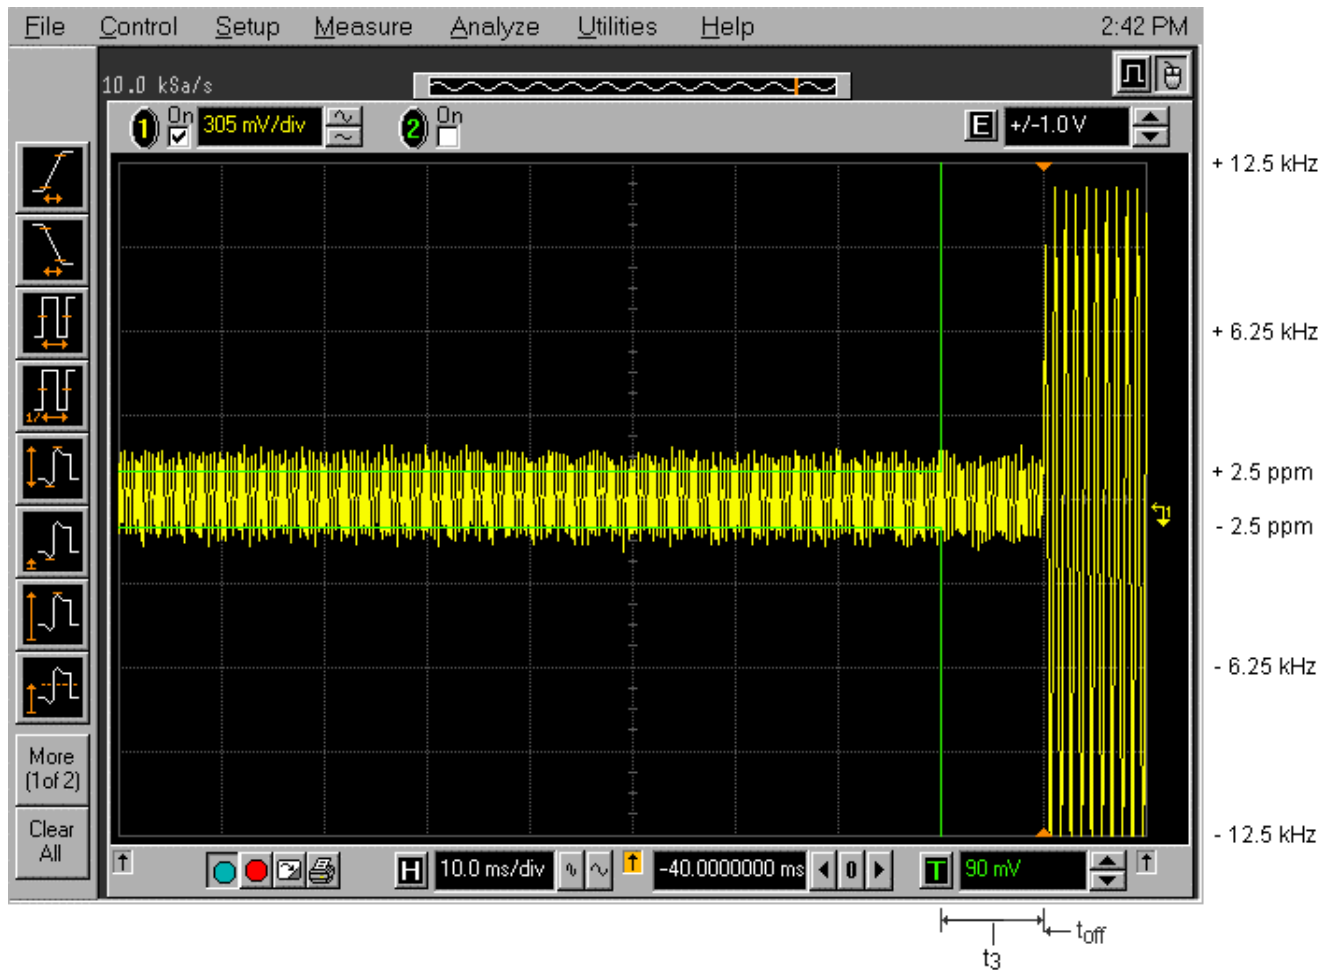 File Control Setup Measure Analyze Utilities Help 2:42 PM
10.0 kSa/s
1 On 305 mV/div 2 On E +/-1.0 V
+ 12.5 kHz
+ 6.25 kHz
+ 2.5 ppm
- 2.5 ppm
- 6.25 kHz
- 12.5 kHz
1/
More
(1of 2)
Clear
All
H 10.0 ms/div -40.0000000 ms 0 T 90 mV
t3
toff